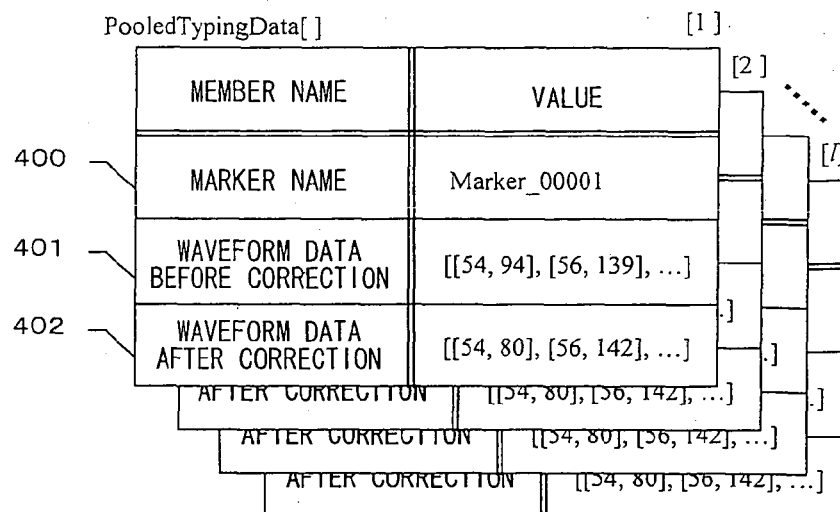 PooledTypingData[ ]
[1]
[2 ]
[l]
MEMBER NAME VALUE
400 MARKER NAME Marker_00001
401 WAVEFORM DATA
BEFORE CORRECTION [[54, 94], [56, 139], ...]
402 WAVEFORM DATA
AFTER CORRECTION [[54, 80], [56, 142], ...]
.]
.]
.]
AFTER CORRECTION [[54, 80], [56, 142], ...]
AFTER CORRECTION [[54, 80], [56, 142], ...]
AFTER CORRECTION [[54, 80], [56, 142], ...]